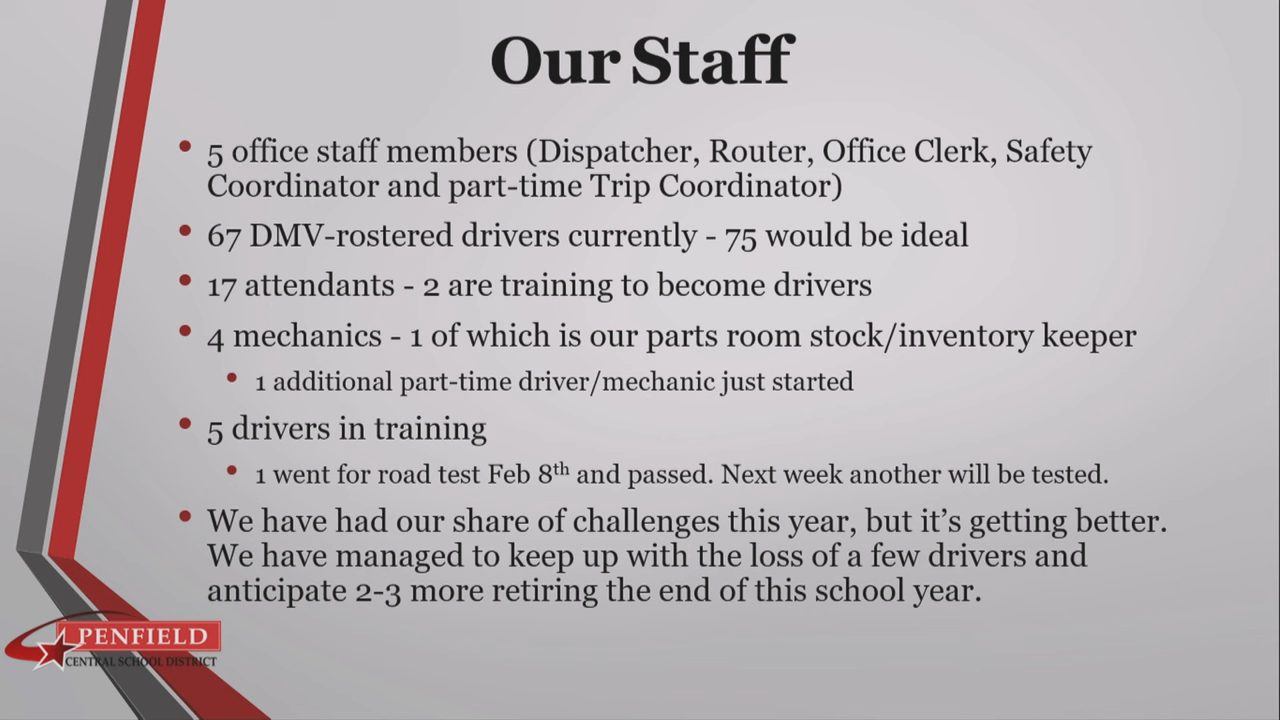 Our Staff
• 5 office staff members (Dispatcher, Router, Office Clerk, Safety
Coordinator and part-time Trip Coordinator)
• 67 DMV-rostered drivers currently - 75 would be ideal
• 17 attendants - 2 are training to become drivers
• 4 mechanics - 1 of which is our parts room stock/inventory keeper
• 1 additional part-time driver/mechanic just started
• 5 drivers in training
• 1 went for road test Feb 8th and passed. Next week another will be tested.
• We have had our share of challenges this year, but it’s getting better.
We have managed to keep up with the loss of a few drivers and
anticipate 2-3 more retiring the end of this school year.
PENFIELD
CENTRAL SCHOOL DISTRICT